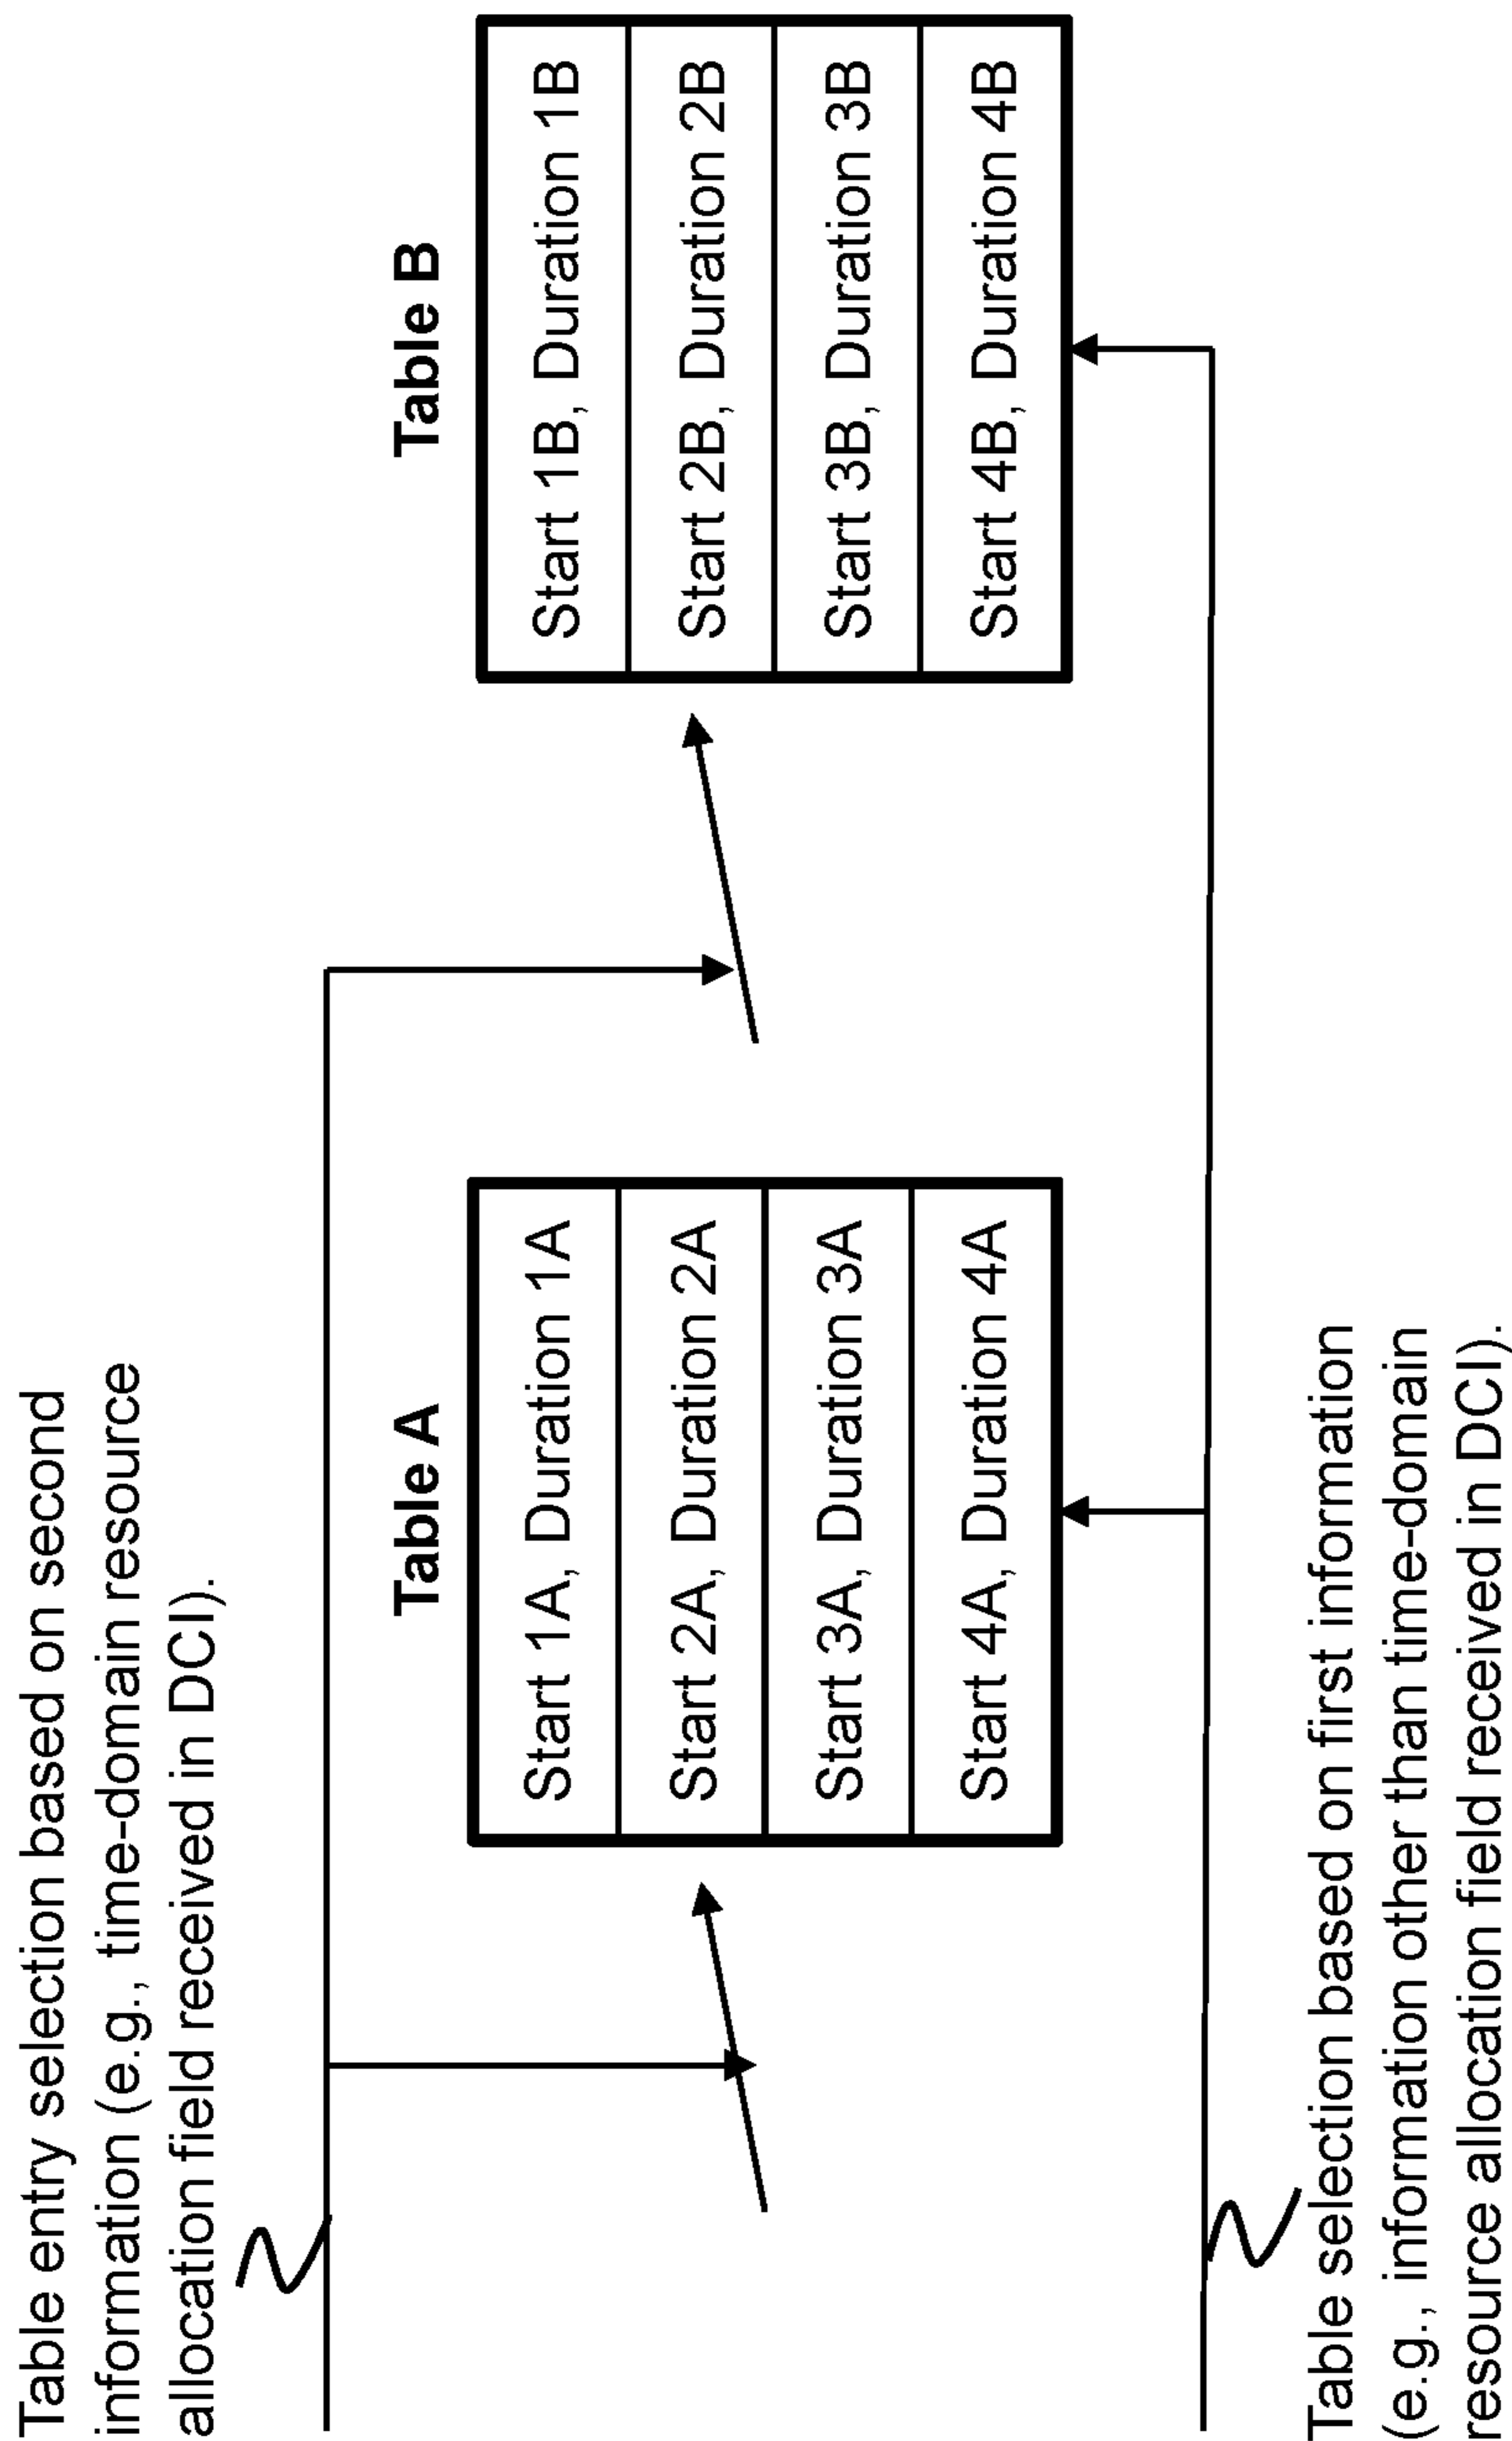 Table entry selection based on second
information (e.g., time-domain resource
allocation field received in DCI).
Table A
Start 1A, Duration 1A
Start 2A, Duration 2A
Start 3A, Duration 3A
Start 4A, Duration 4A
Table B
Start 1B, Duration 1B
Start 2B, Duration 2B
Start 3B, Duration 3B
Start 4B, Duration 4B
Table selection based on first information
(e.g., information other than time-domain
resource allocation field received in DCI).